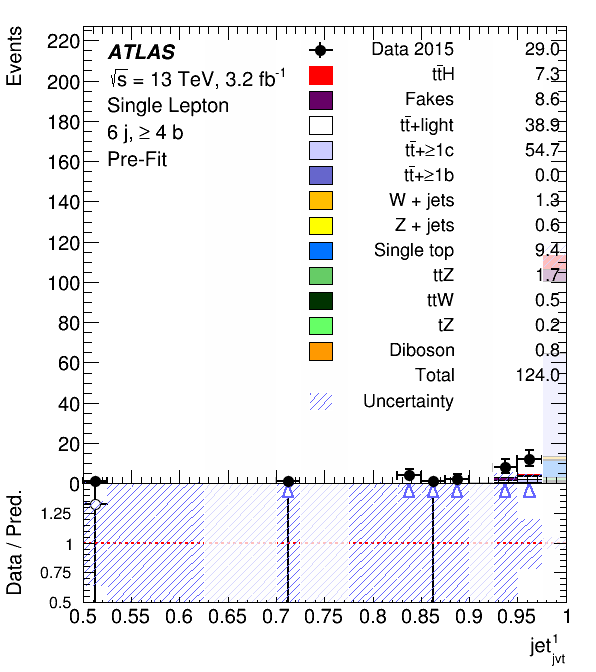 Events
220
200
180
160
140
120
100
80
60
40
20
0
ATLAS
√s = 13 TeV, 3.2 fb⁻¹
Single Lepton
6 j, ≥ 4 b
Pre-Fit
Data 2015 29.0
tt̄H 7.3
Fakes 8.6
tt̄+light 38.9
tt̄+≥1c 54.7
tt̄+≥1b 0.0
W + jets 1.3
Z + jets 0.6
Single top 9.4
ttZ 1.7
ttW 0.5
tZ 0.2
Diboson 0.8
Total 124.0
Uncertainty
Data / Pred.
1.25
1
0.75
0.5
0.5 0.55 0.6 0.65 0.7 0.75 0.8 0.85 0.9 0.95 1
jet¹jvt